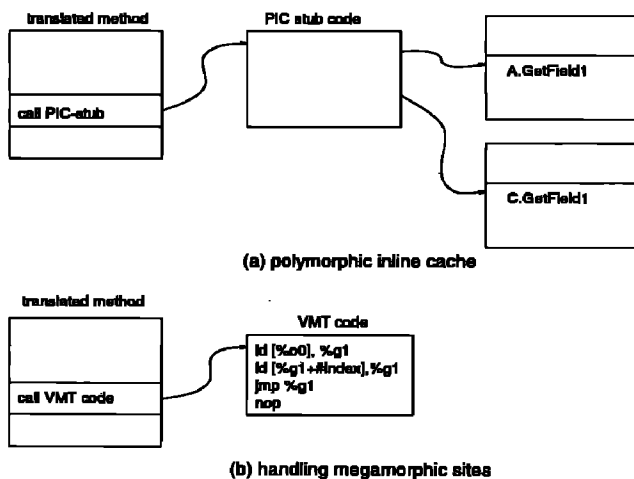 translated method
PIC stub code
call PIC-stub
A.GetField1
C.GetField1
(a) polymorphic inline cache
translated method
VMT code
ld [%o0], %g1
ld [%g1+#index],%g1
jmp %g1
nop
call VMT code
(b) handling megamorphic sites